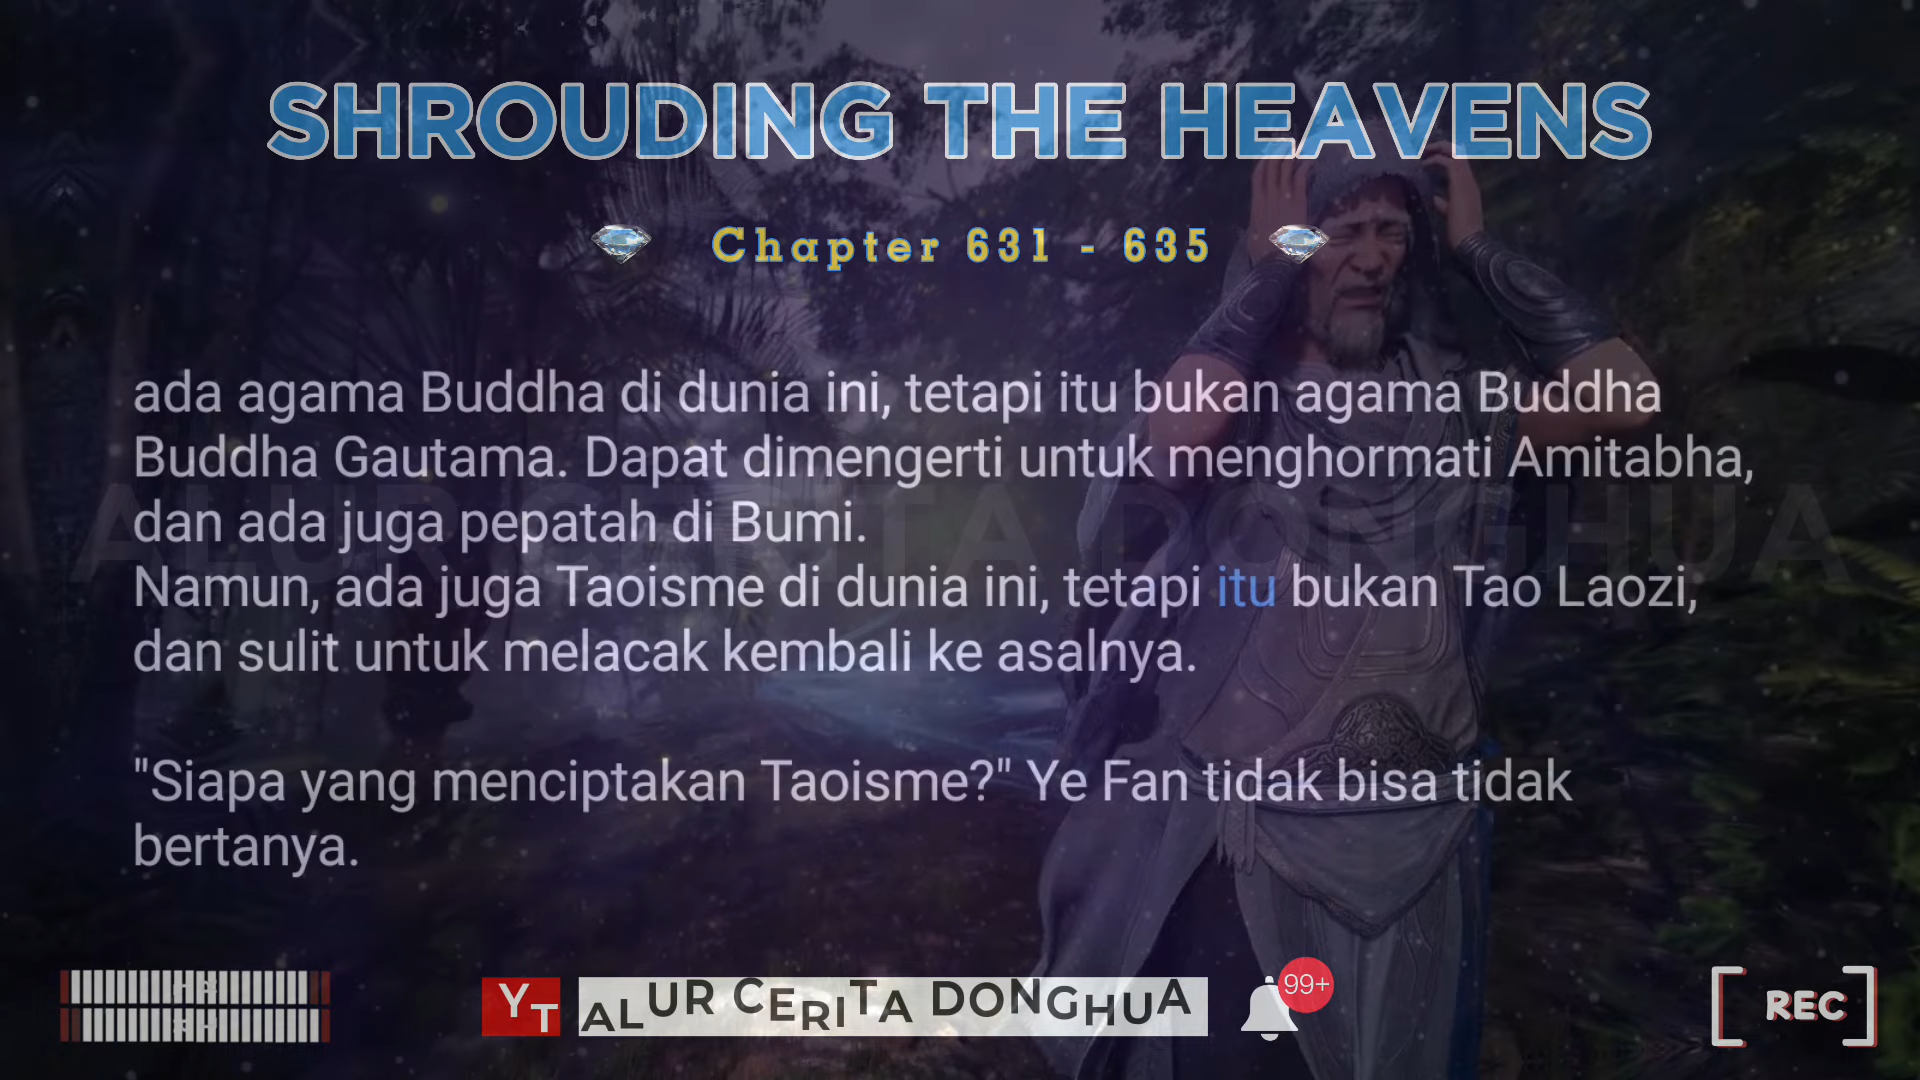 SHROUDING THE HEAVENS
Chapter 631 - 635
ada agama Buddha di dunia ini, tetapi itu bukan agama Buddha
Buddha Gautama. Dapat dimengerti untuk menghormati Amitabha,
dan ada juga pepatah di Bumi.
ALUR CERITA DONGHUA
Namun, ada juga Taoisme di dunia ini, tetapi itu bukan Tao Laozi,
dan sulit untuk melacak kembali ke asalnya.
"Siapa yang menciptakan Taoisme?" Ye Fan tidak bisa tidak
bertanya.
YT ALUR CERITA DONGHUA 99+
REC